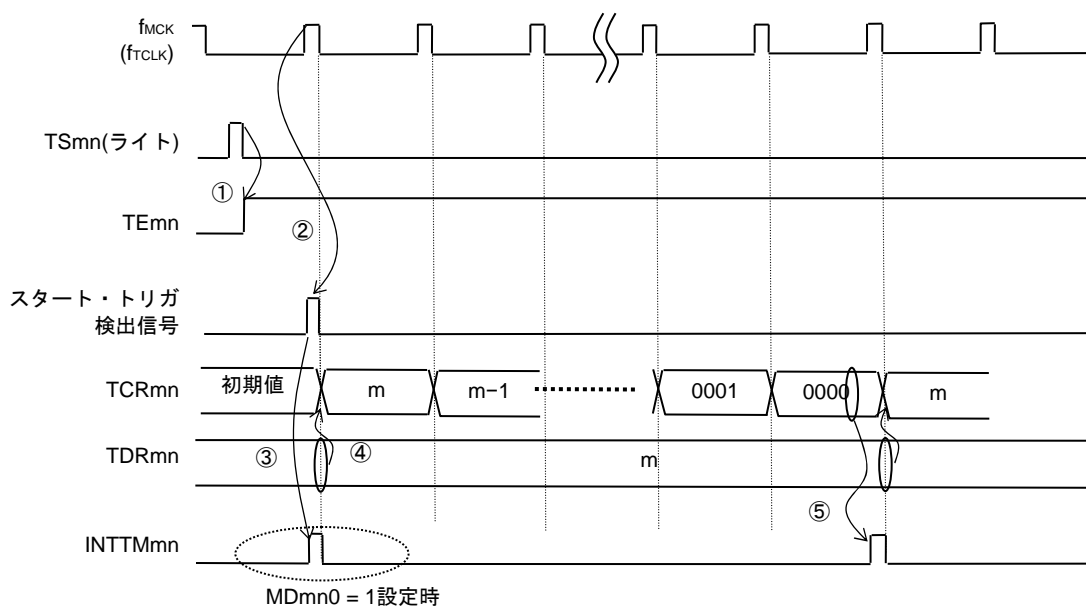 fMCK
(fTCLK)
TSmn(ライト)
①
TEmn
②
スタート・トリガ
検出信号
TCRmn
初期値
m
m−1
0001
0000
m
TDRmn
③
④
m
⑤
INTTMmn
MDmn0 = 1設定時